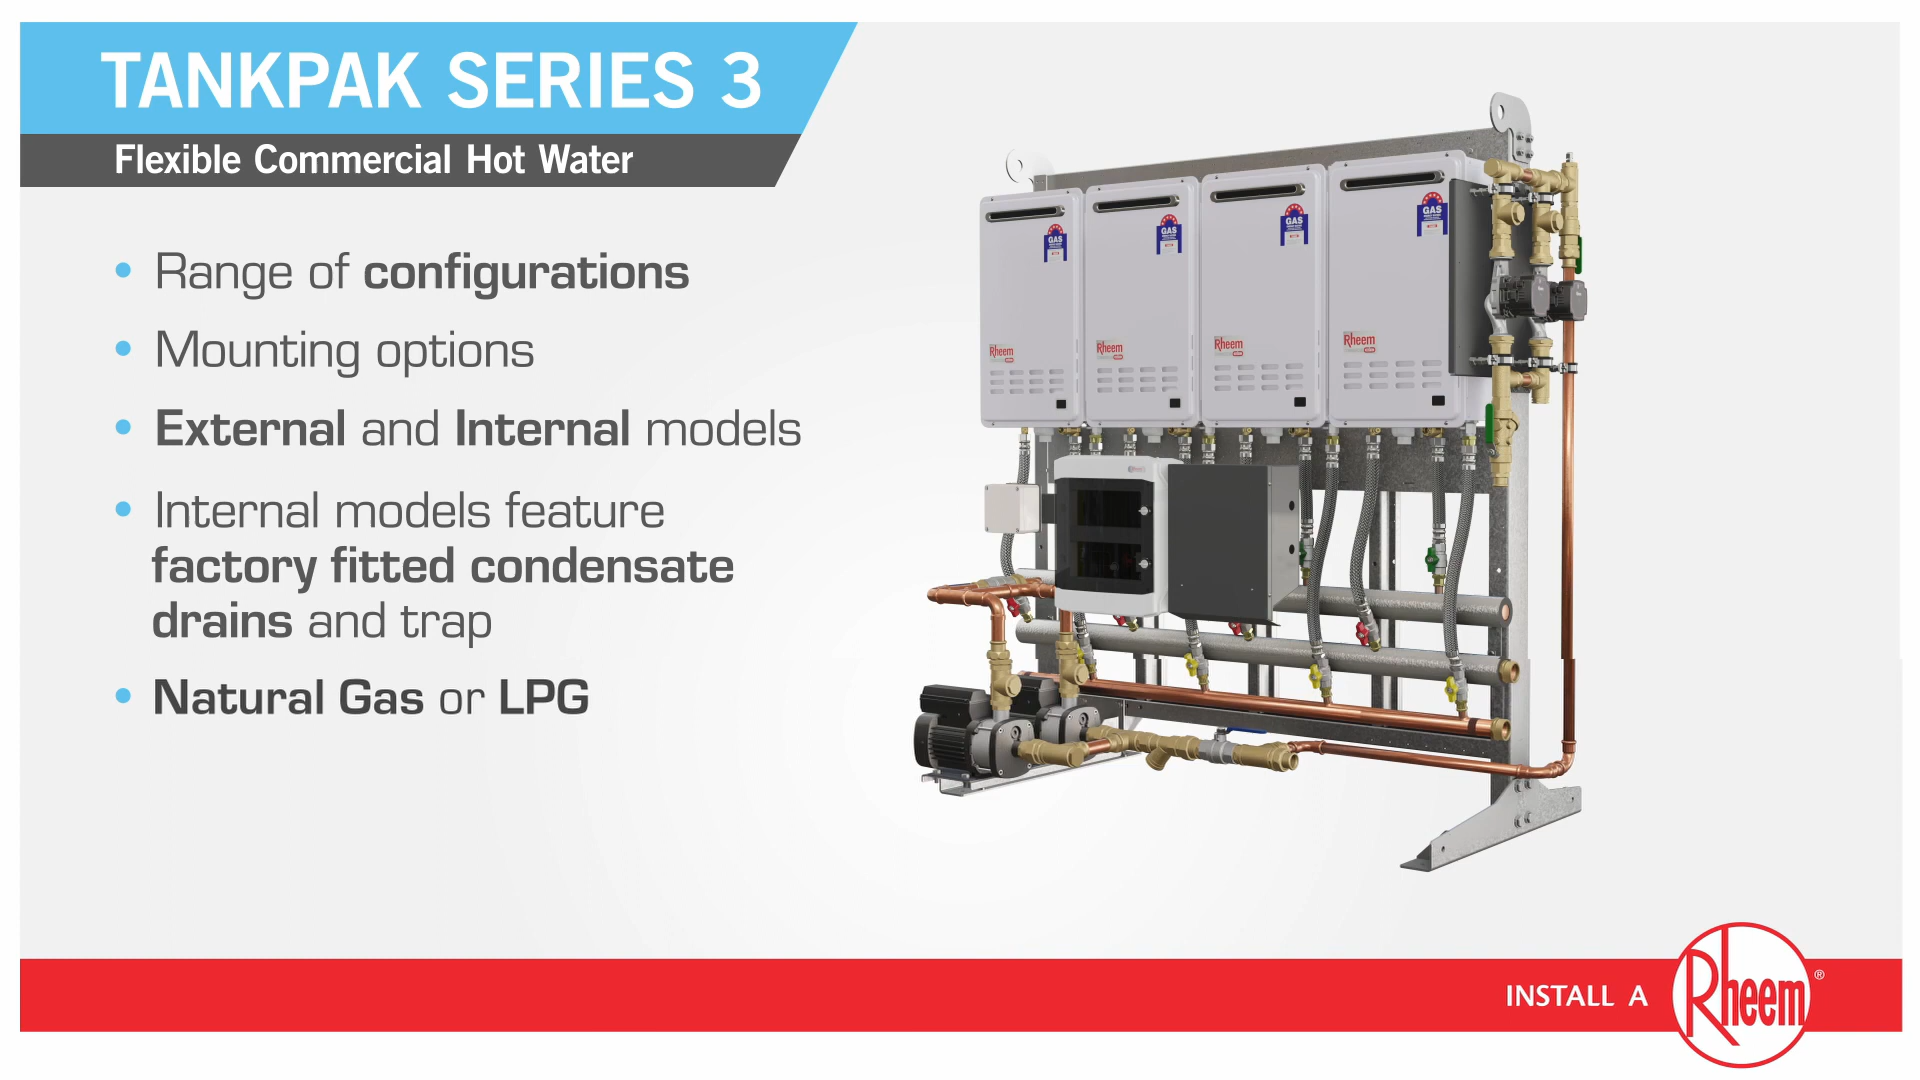 TANKPAK SERIES 3
Flexible Commercial Hot Water
• Range of configurations
• Mounting options
• External and Internal models
• Internal models feature
factory fitted condensate
drains and trap
• Natural Gas or LPG
GAS
GAS
GAS
GAS
Rheem
Rheem
Rheem
Rheem
INSTALL A
Rheem®